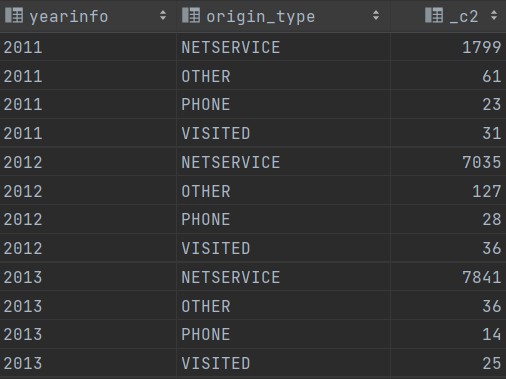 yearinfo origin_type _c2
2011 NETSERVICE 1799
2011 OTHER 61
2011 PHONE 23
2011 VISITED 31
2012 NETSERVICE 7035
2012 OTHER 127
2012 PHONE 28
2012 VISITED 36
2013 NETSERVICE 7841
2013 OTHER 36
2013 PHONE 14
2013 VISITED 25